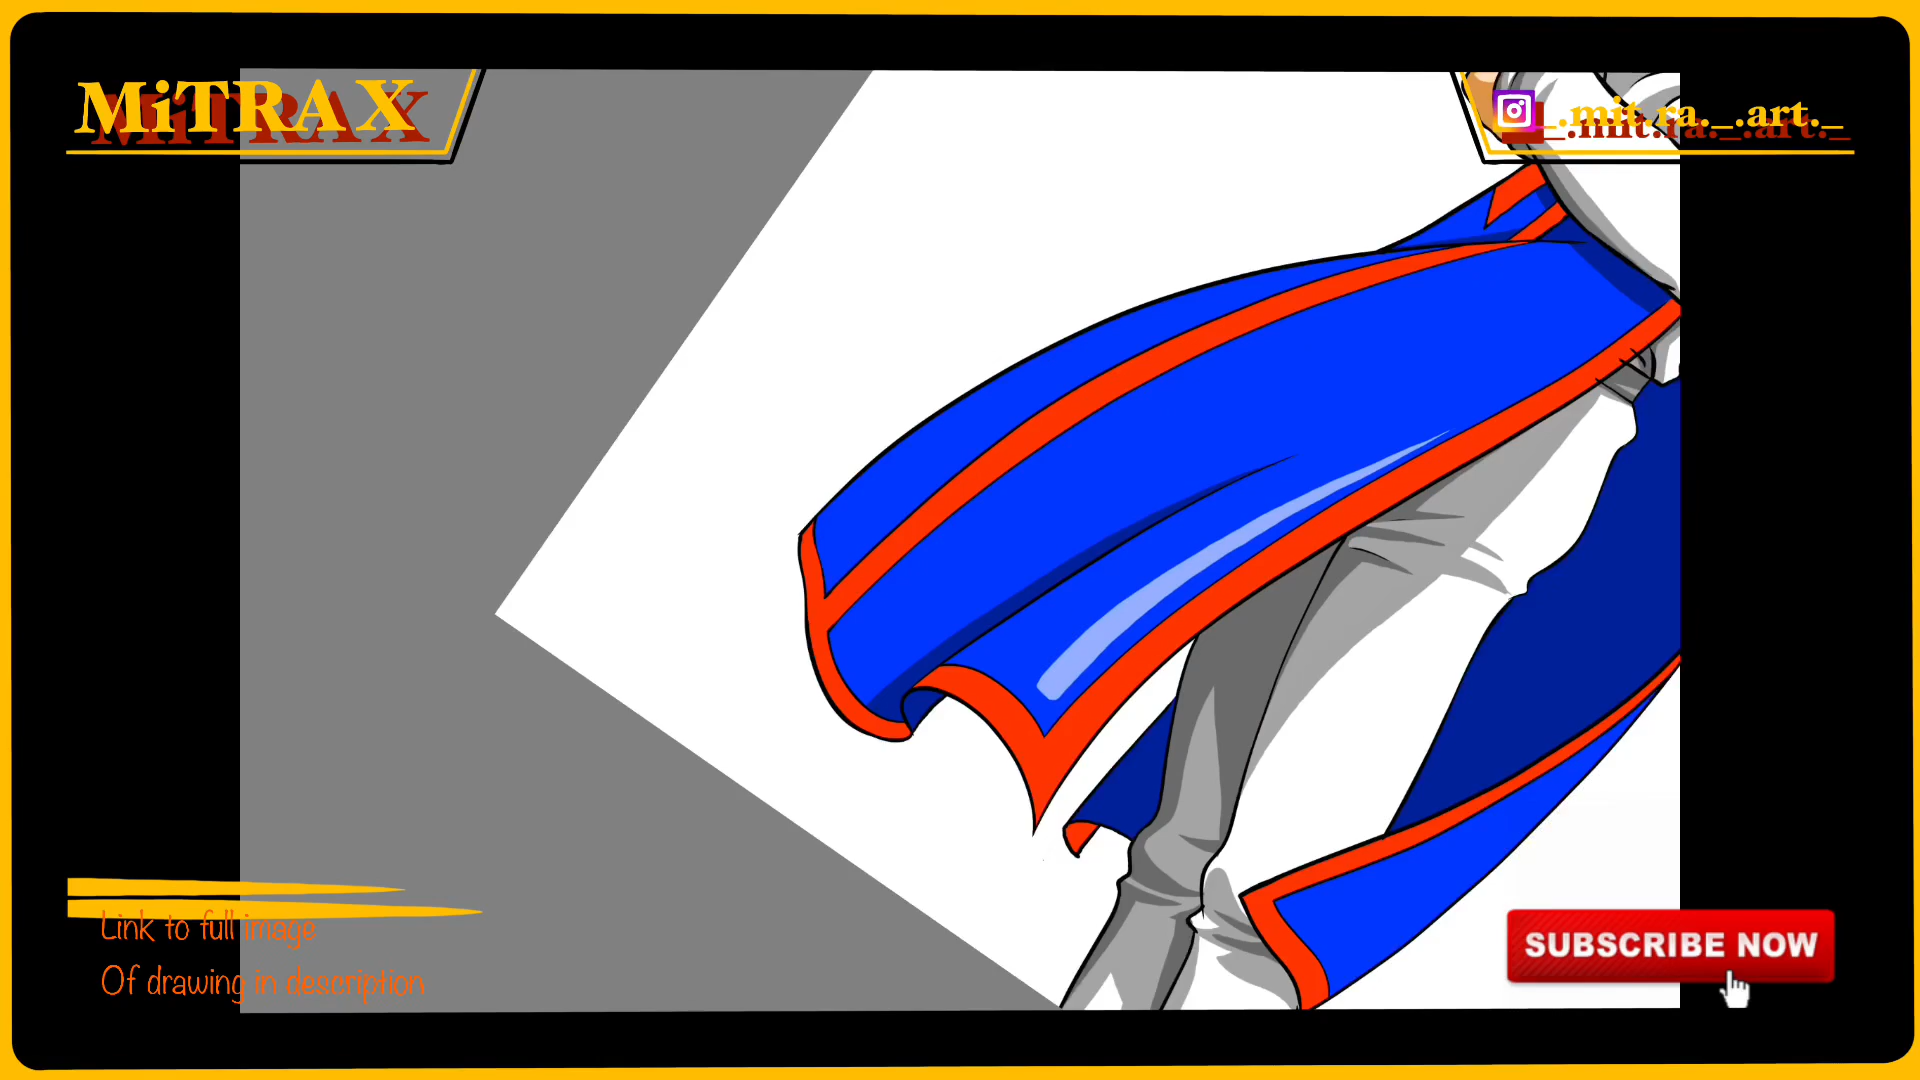 MiTRAX
_.mit.ra._.art._
Link to full image
Of drawing in description
SUBSCRIBE NOW